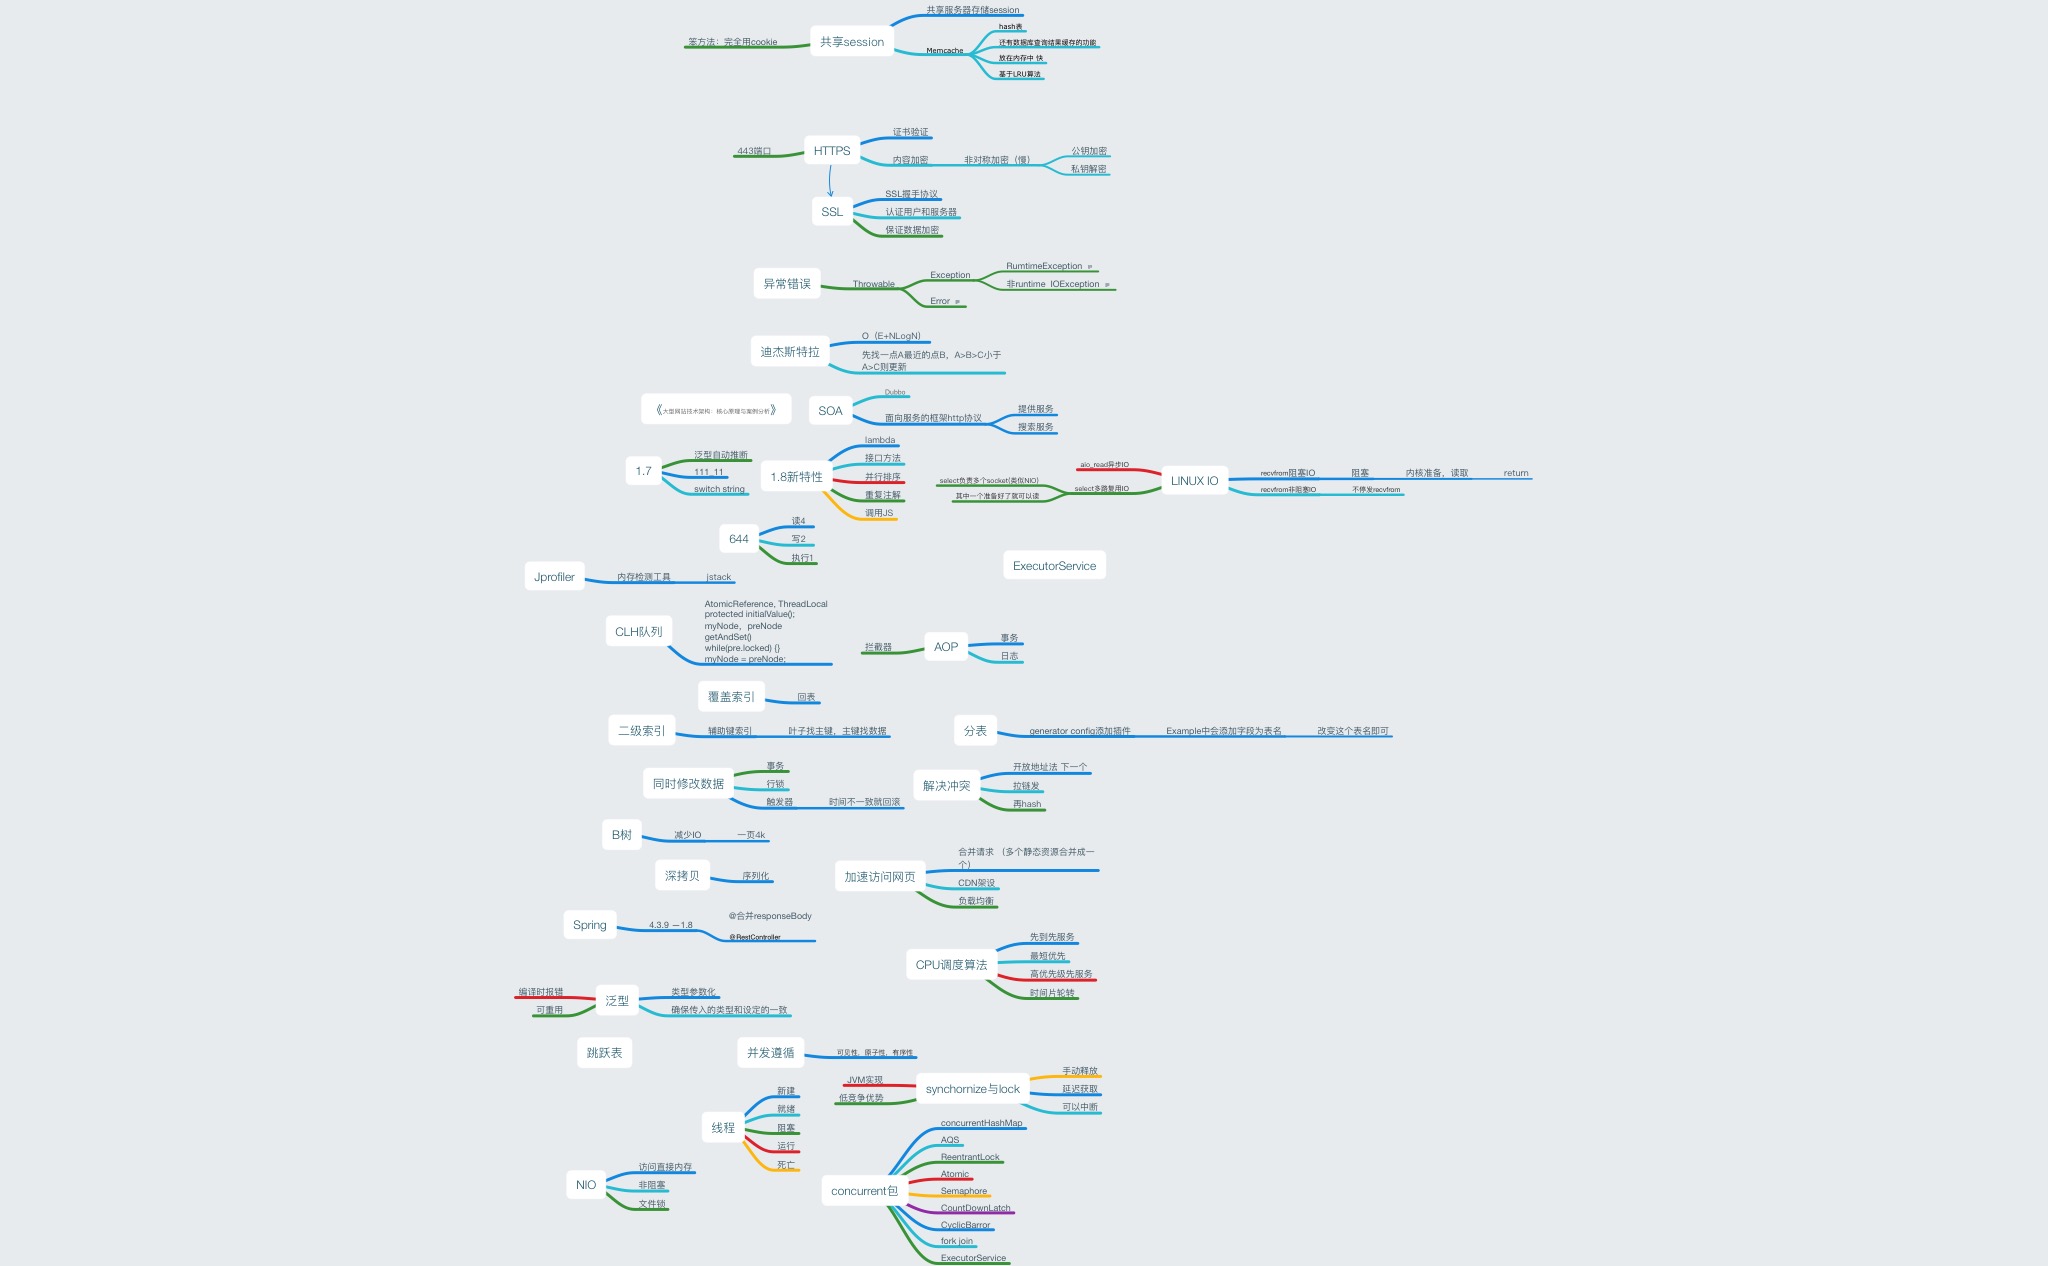 共享服务器存储session
笨方法：完全用cookie
共享session
Memcache
hash表
还有数据库查询结果缓存的功能
放在内存中 快
基于LRU算法
443端口
HTTPS
证书验证
内容加密
非对称加密（慢）
公钥加密
私钥解密
SSL
SSL握手协议
认证用户和服务器
保证数据加密
异常错误
Throwable
Exception
RumtimeException
非runtime IOException
Error
迪杰斯特拉
O（E+NLogN）
先找一点A最近的点B，A>B>C小于
A>C则更新
《大型网站技术架构：核心原理与案例分析》
SOA
Dubbo
面向服务的框架http协议
提供服务
搜索服务
1.7
泛型自动推断
111_11
switch string
1.8新特性
lambda
接口方法
并行排序
重复注解
调用JS
aio_read异步IO
select负责多个socket(类似NIO)
其中一个准备好了就可以读
select多路复用IO
LINUX IO
recvfrom阻塞IO
阻塞
内核准备，读取
return
recvfrom非阻塞IO
不停发recvfrom
644
读4
写2
执行1
ExecutorService
Jprofiler
内存检测工具
jstack
CLH队列
AtomicReference, ThreadLocal
protected initialValue();
myNode，preNode
getAndSet()
while(pre.locked) {}
myNode = preNode;
拦截器
AOP
事务
日志
覆盖索引
回表
二级索引
辅助键索引
叶子找主键，主键找数据
分表
generator config添加插件
Example中会添加字段为表名
改变这个表名即可
同时修改数据
事务
行锁
触发器
时间不一致就回滚
解决冲突
开放地址法 下一个
拉链发
再hash
B树
减少IO
一页4k
深拷贝
序列化
加速访问网页
合并请求 （多个静态资源合并成一
个）
CDN架设
负载均衡
Spring
4.3.9 —1.8
@合并responseBody
@RestController
CPU调度算法
先到先服务
最短优先
高优先级先服务
时间片轮转
编译时报错
可重用
泛型
类型参数化
确保传入的类型和设定的一致
跳跃表
并发遵循
可见性，原子性，有序性
JVM实现
低竞争优势
synchornize与lock
手动释放
延迟获取
可以中断
线程
新建
就绪
阻塞
运行
死亡
NIO
访问直接内存
非阻塞
文件锁
concurrent包
concurrentHashMap
AQS
ReentrantLock
Atomic
Semaphore
CountDownLatch
CyclicBarror
fork join
ExecutorService